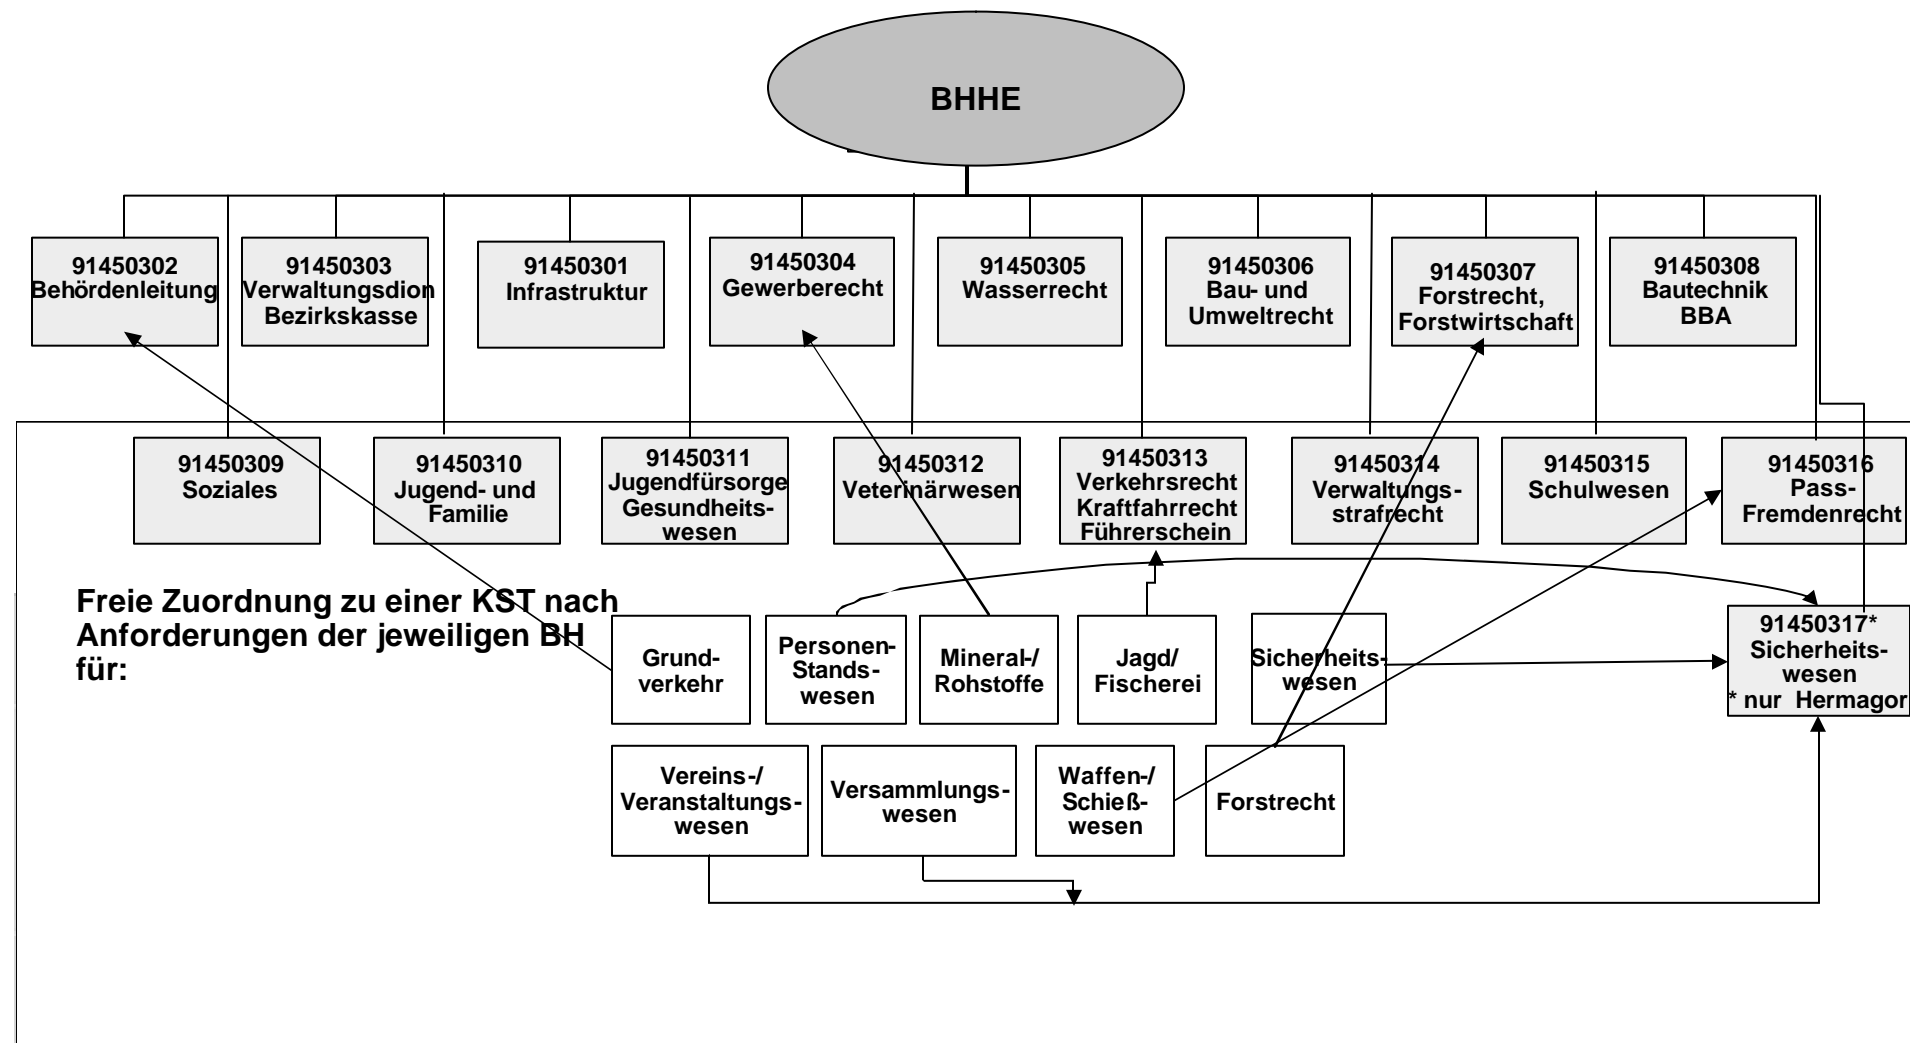 BHHE
91450302
Behördenleitung
91450303
Verwaltungsdion
Bezirkskasse
91450301
Infrastruktur
91450304
Gewerberecht
91450305
Wasserrecht
91450306
Bau- und
Umweltrecht
91450307
Forstrecht,
Forstwirtschaft
91450308
Bautechnik
BBA
91450309
Soziales
91450310
Jugend- und
Familie
91450311
Jugendfürsorge
Gesundheits-
wesen
91450312
Veterinärwesen
91450313
Verkehrsrecht
Kraftfahrrecht
Führerschein
91450314
Verwaltungs-
strafrecht
91450315
Schulwesen
91450316
Pass-
Fremdenrecht
Freie Zuordnung zu einer KST nach
Anforderungen der jeweiligen BH
für:
Grund-
verkehr
Personen-
Stands-
wesen
Mineral-/
Rohstoffe
Jagd/
Fischerei
Sicherheits-
wesen
91450317*
Sicherheits-
wesen
* nur Hermagor
Vereins-/
Veranstaltungs-
wesen
Versammlungs-
wesen
Waffen-/
Schieß-
wesen
Forstrecht